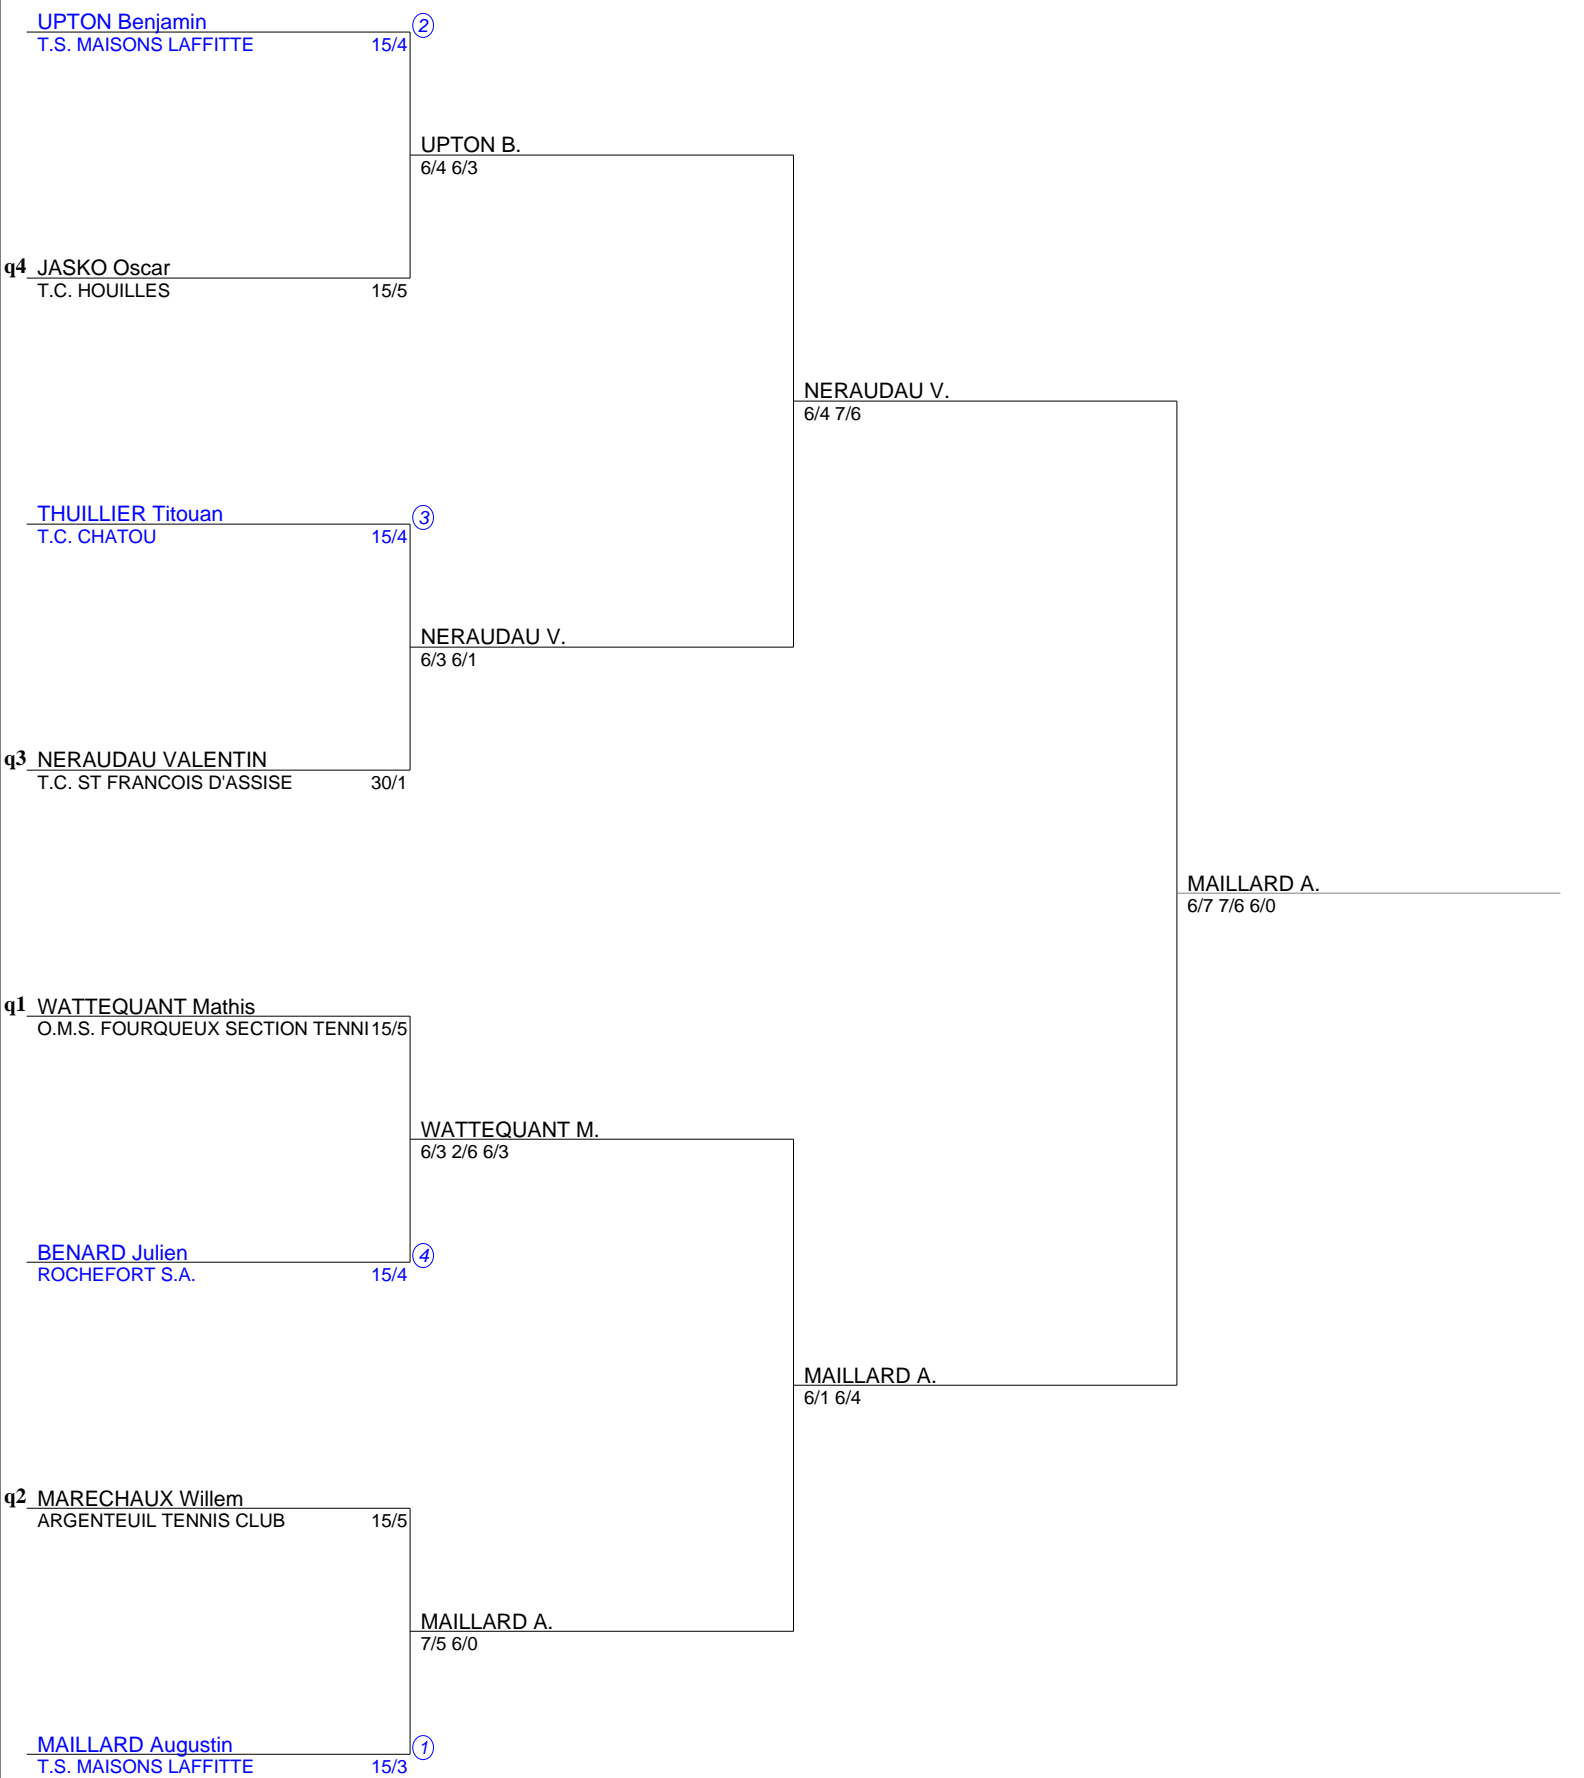 UPTON Benjamin 2
T.S. MAISONS LAFFITTE 15/4
UPTON B.
6/4 6/3
q4 JASKO Oscar
T.C. HOUILLES 15/5
NERAUDAU V.
6/4 7/6
THUILLIER Titouan 3
T.C. CHATOU 15/4
NERAUDAU V.
6/3 6/1
q3 NERAUDAU VALENTIN
T.C. ST FRANCOIS D'ASSISE 30/1
MAILLARD A.
6/7 7/6 6/0
q1 WATTEQUANT Mathis
O.M.S. FOURQUEUX SECTION TENNI 15/5
WATTEQUANT M.
6/3 2/6 6/3
BENARD Julien 4
ROCHEFORT S.A. 15/4
MAILLARD A.
6/1 6/4
q2 MARECHAUX Willem
ARGENTEUIL TENNIS CLUB 15/5
MAILLARD A.
7/5 6/0
MAILLARD Augustin 1
T.S. MAISONS LAFFITTE 15/3